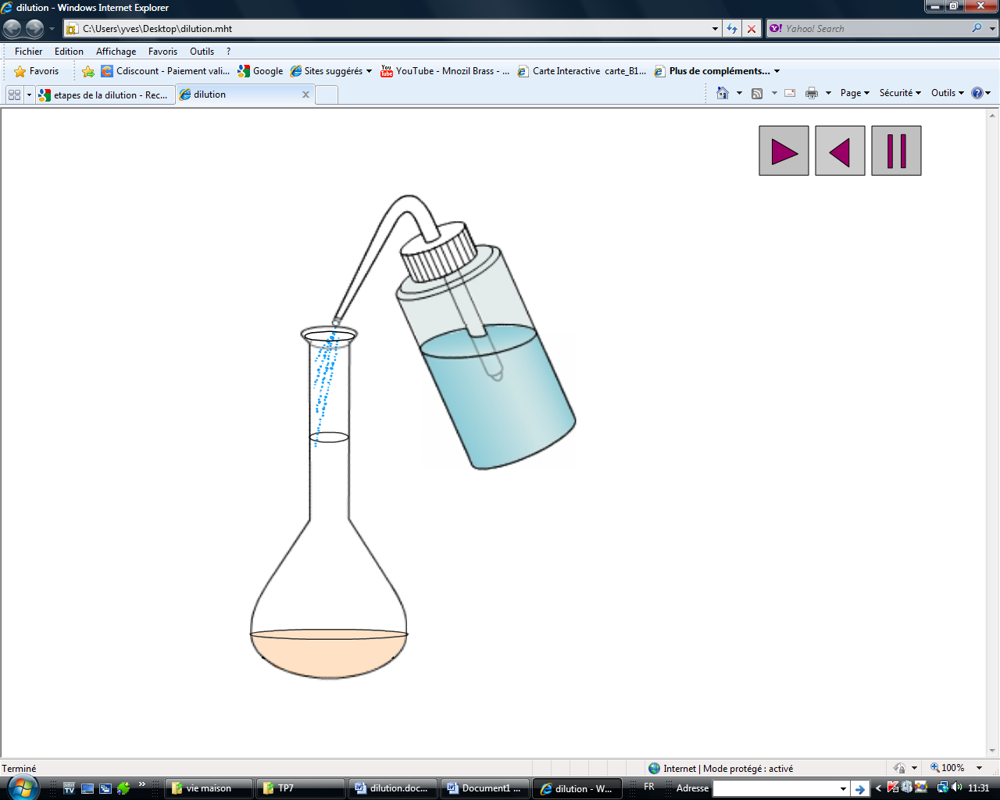 dilution - Windows Internet Explorer
C:\Users\yves\Desktop\dilution.mht
Yahoo! Search
Fichier Edition Affichage Favoris Outils ?
Favoris Cdiscount - Paiement vali... Google Sites suggérés YouTube - Mnozil Brass - ... Carte Interactive carte_B1... Plus de compléments...
etapes de la dilution - Rec... dilution Page Sécurité Outils
Terminé Internet | Mode protégé : activé 100%
TV vie maison TP7 dilution.doc... Document1 ... dilution - W... FR Adresse 11:31